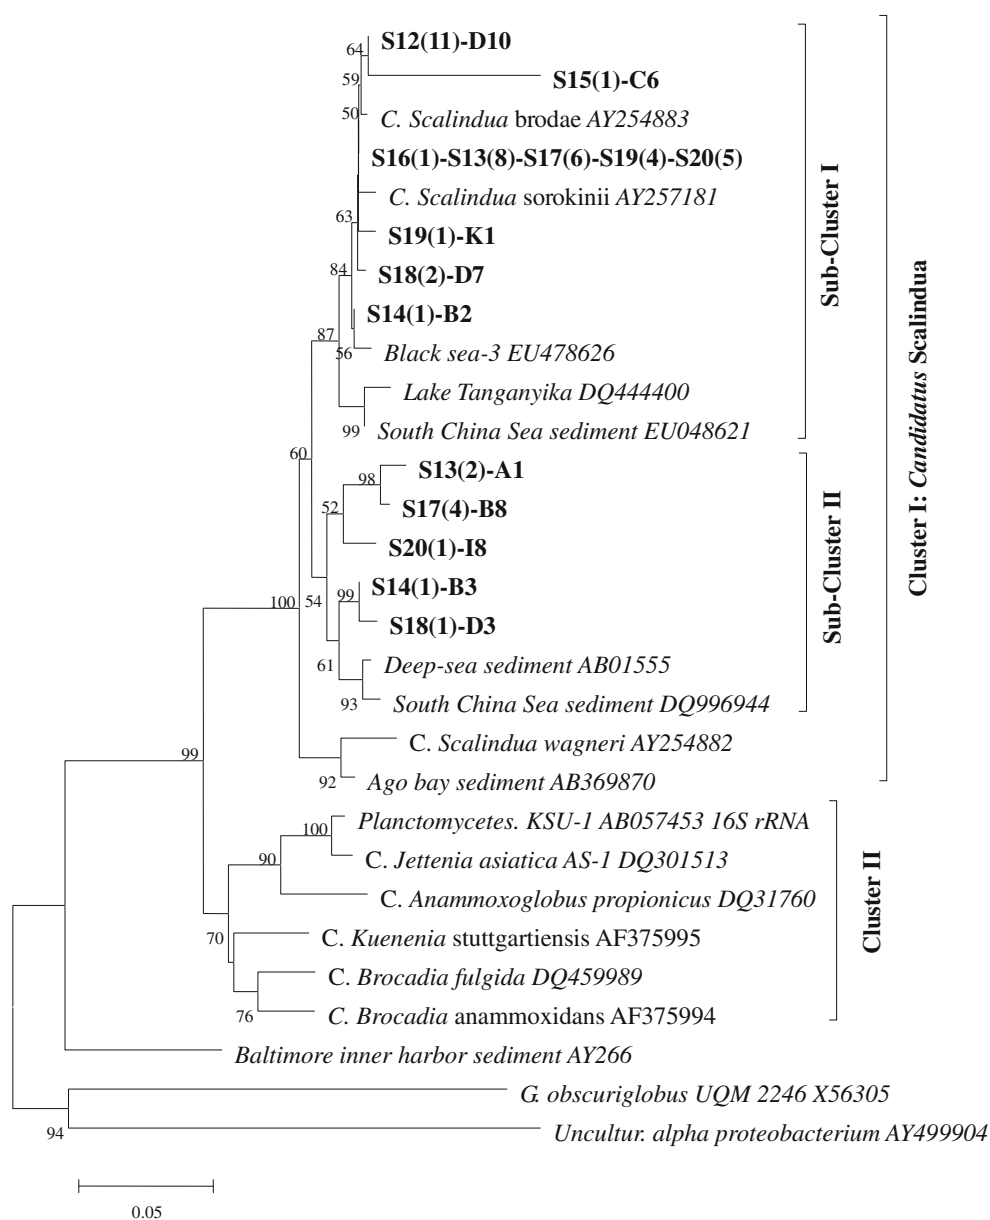 S12(11)-D10
64
S15(1)-C6
59
50
C. Scalindua brodae AY254883
S16(1)-S13(8)-S17(6)-S19(4)-S20(5)
C. Scalindua sorokinii AY257181
63
S19(1)-K1
84
S18(2)-D7
S14(1)-B2
87
56
Black sea-3 EU478626
Lake Tanganyika DQ444400
99
South China Sea sediment EU048621
Sub-Cluster I
60
S13(2)-A1
98
S17(4)-B8
52
S20(1)-I8
S14(1)-B3
99
100
54
S18(1)-D3
61
Deep-sea sediment AB01555
93
South China Sea sediment DQ996944
Sub-Cluster II
C. Scalindua wagneri AY254882
99
92
Ago bay sediment AB369870
Cluster I: Candidatus Scalindua
Planctomycetes. KSU-1 AB057453 16S rRNA
100
90
C. Jettenia asiatica AS-1 DQ301513
C. Anammoxoglobus propionicus DQ31760
70
C. Kuenenia stuttgartiensis AF375995
C. Brocadia fulgida DQ459989
76
C. Brocadia anammoxidans AF375994
Cluster II
Baltimore inner harbor sediment AY266
G. obscuriglobus UQM 2246 X56305
94
Uncultur. alpha proteobacterium AY499904
0.05